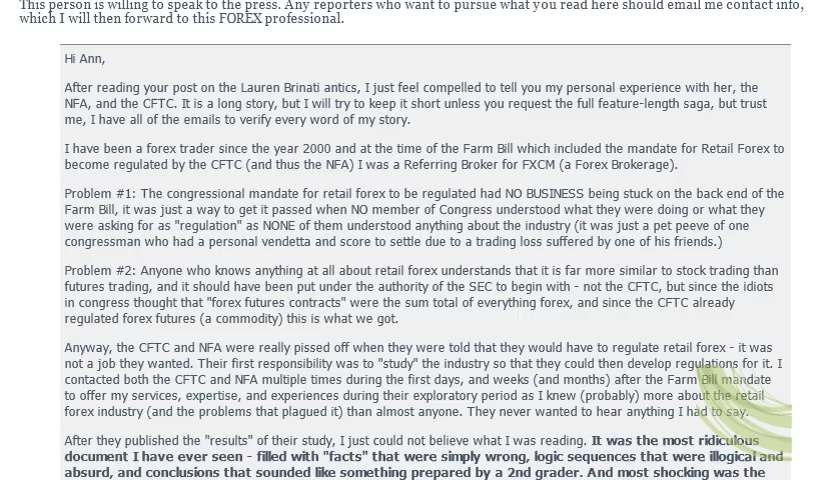 This person is willing to speak to the press. Any reporters who want to pursue what you read here should email me contact info,
which I will then forward to this FOREX professional.
Hi Ann,
After reading your post on the Lauren Brinati antics, I just feel compelled to tell you my personal experience with her, the
NFA, and the CFTC. It is a long story, but I will try to keep it short unless you request the full feature-length saga, but trust
me, I have all of the emails to verify every word of my story.
I have been a forex trader since the year 2000 and at the time of the Farm Bill which included the mandate for Retail Forex to
become regulated by the CFTC (and thus the NFA) I was a Referring Broker for FXCM (a Forex Brokerage).
Problem #1: The congressional mandate for retail forex to be regulated had NO BUSINESS being stuck on the back end of the
Farm Bill, it was just a way to get it passed when NO member of Congress understood what they were doing or what they
were asking for as "regulation" as NONE of them understood anything about the industry (it was just a pet peeve of one
congressman who had a personal vendetta and score to settle due to a trading loss suffered by one of his friends.)
Problem #2: Anyone who knows anything at all about retail forex understands that it is far more similar to stock trading than
futures trading, and it should have been put under the authority of the SEC to begin with - not the CFTC, but since the idiots
in congress thought that "forex futures contracts" were the sum total of everything forex, and since the CFTC already
regulated forex futures (a commodity) this is what we got.
Anyway, the CFTC and NFA were really pissed off when they were told that they would have to regulate retail forex - it was
not a job they wanted. Their first responsibility was to "study" the industry so that they could then develop regulations for it. I
contacted both the CFTC and NFA multiple times during the first days, and weeks (and months) after the Farm Bill mandate
to offer my services, expertise, and experiences during their exploratory period as I knew (probably) more about the retail
forex industry (and the problems that plagued it) than almost anyone. They never wanted to hear anything I had to say.
After they published the "results" of their study, I just could not believe what I was reading. It was the most ridiculous
document I have ever seen - filled with "facts" that were simply wrong, logic sequences that were illogical and
absurd, and conclusions that sounded like something prepared by a 2nd grader. And most shocking was the